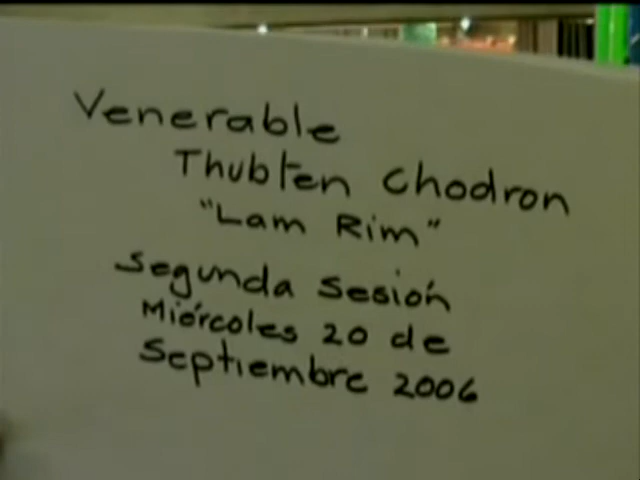 Venerable
Thubten Chodron
"Lam Rim"
Segunda Sesión
Miércoles 20 de
Septiembre 2006